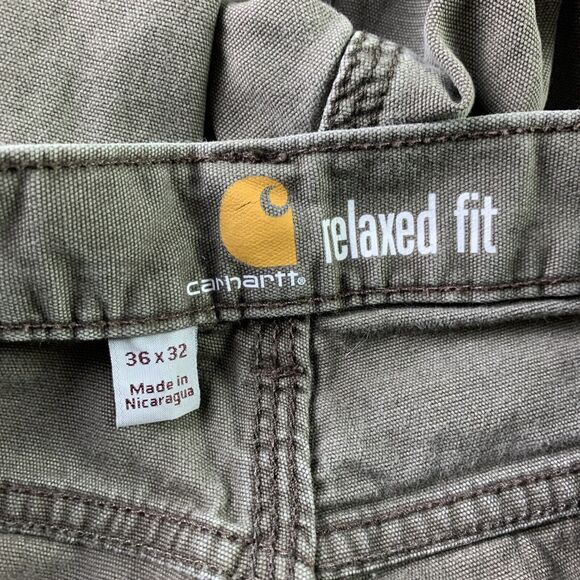 relaxed fit
carhartt®
36 x 32
Made in
Nicaragua